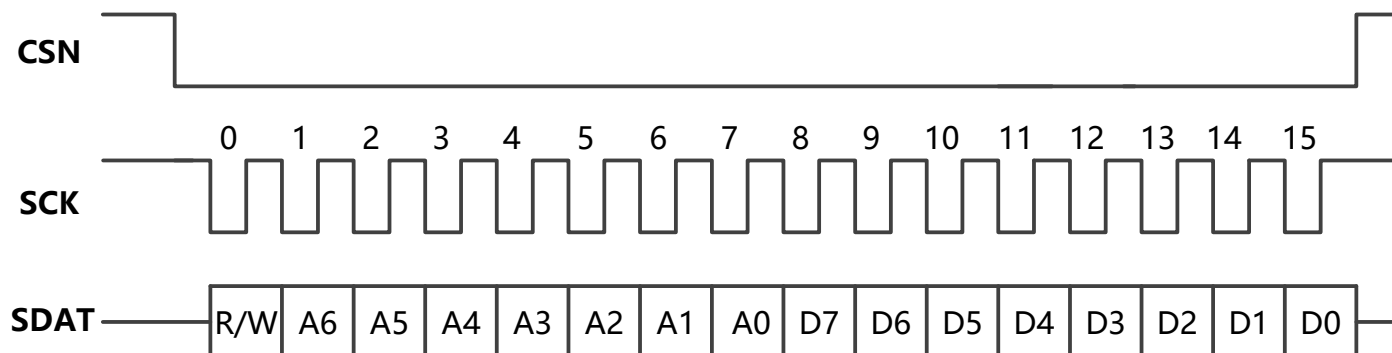 CSN
0 1 2 3 4 5 6 7 8 9 10 11 12 13 14 15
SCK
SDAT R/W A6 A5 A4 A3 A2 A1 A0 D7 D6 D5 D4 D3 D2 D1 D0